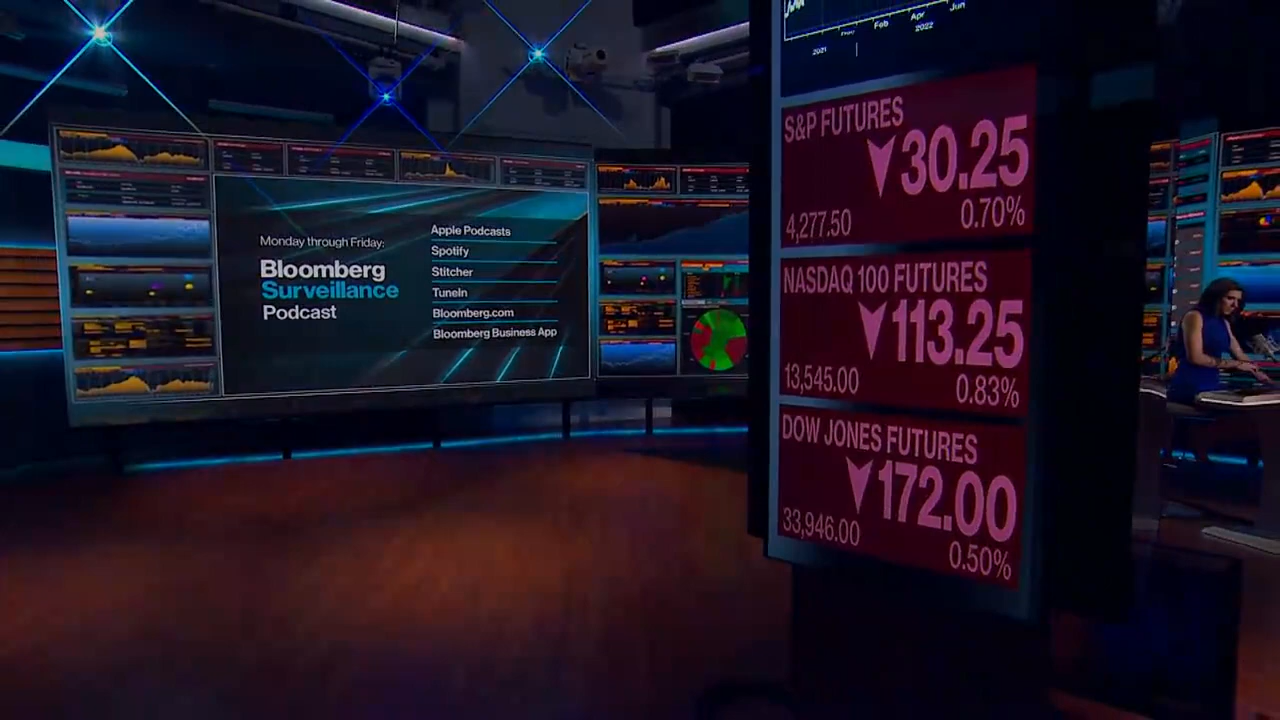 Monday through Friday:
Bloomberg
Surveillance
Podcast
Apple Podcasts
Spotify
Stitcher
TuneIn
Bloomberg.com
Bloomberg Business App
Feb
Apr
Jun
2021
2022
S&P FUTURES
30.25
4,277.50
0.70%
NASDAQ 100 FUTURES
113.25
13,545.00
0.83%
DOW JONES FUTURES
172.00
33,946.00
0.50%